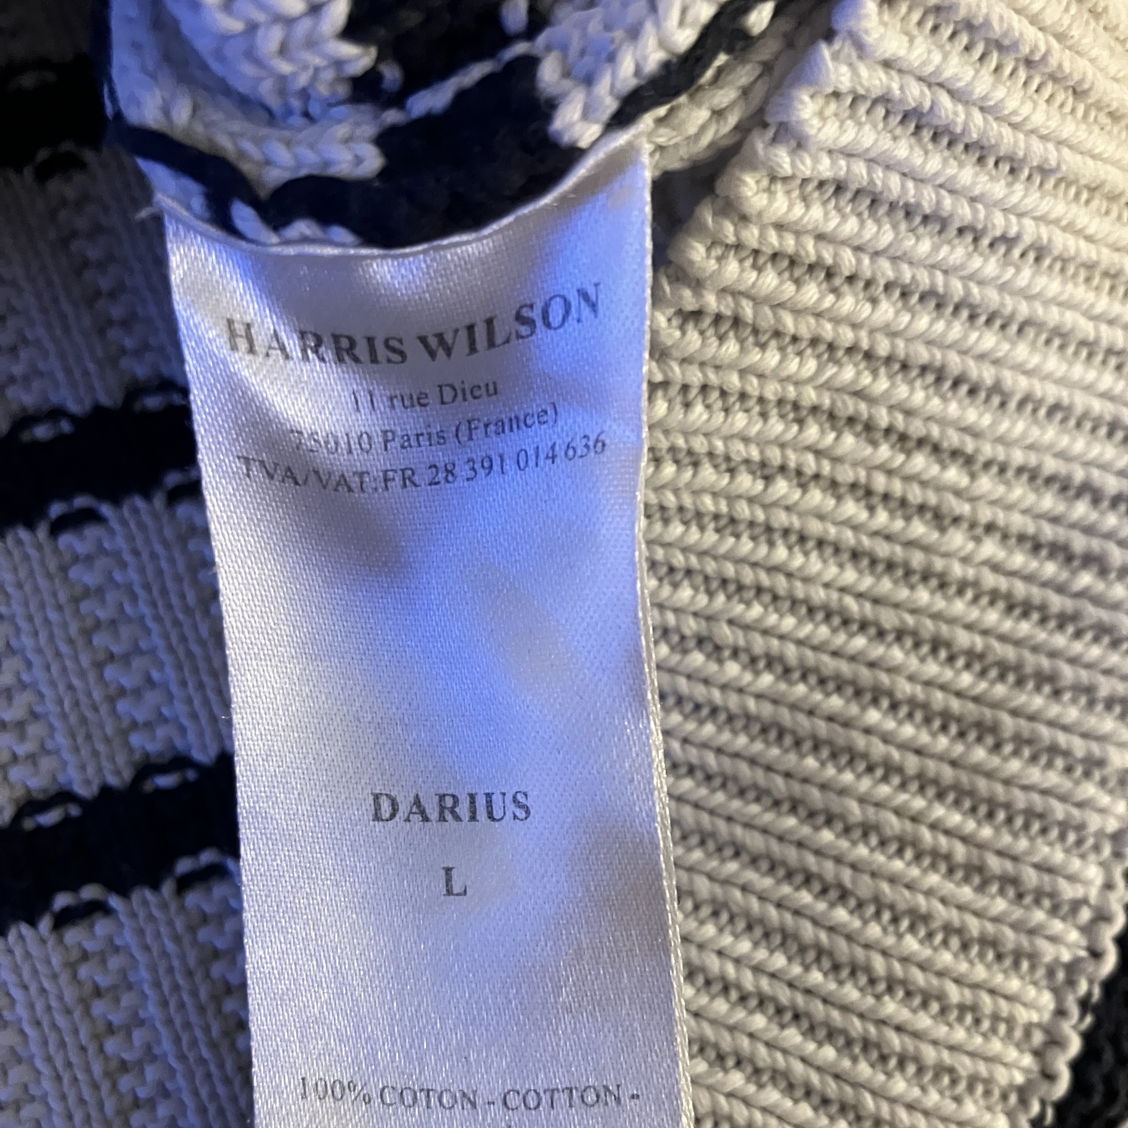 HARRIS WILSON
11 rue Dieu
75010 Paris (France)
TVA/VAT:FR 28 391 014 636
DARIUS
L
100% COTON - COTTON -